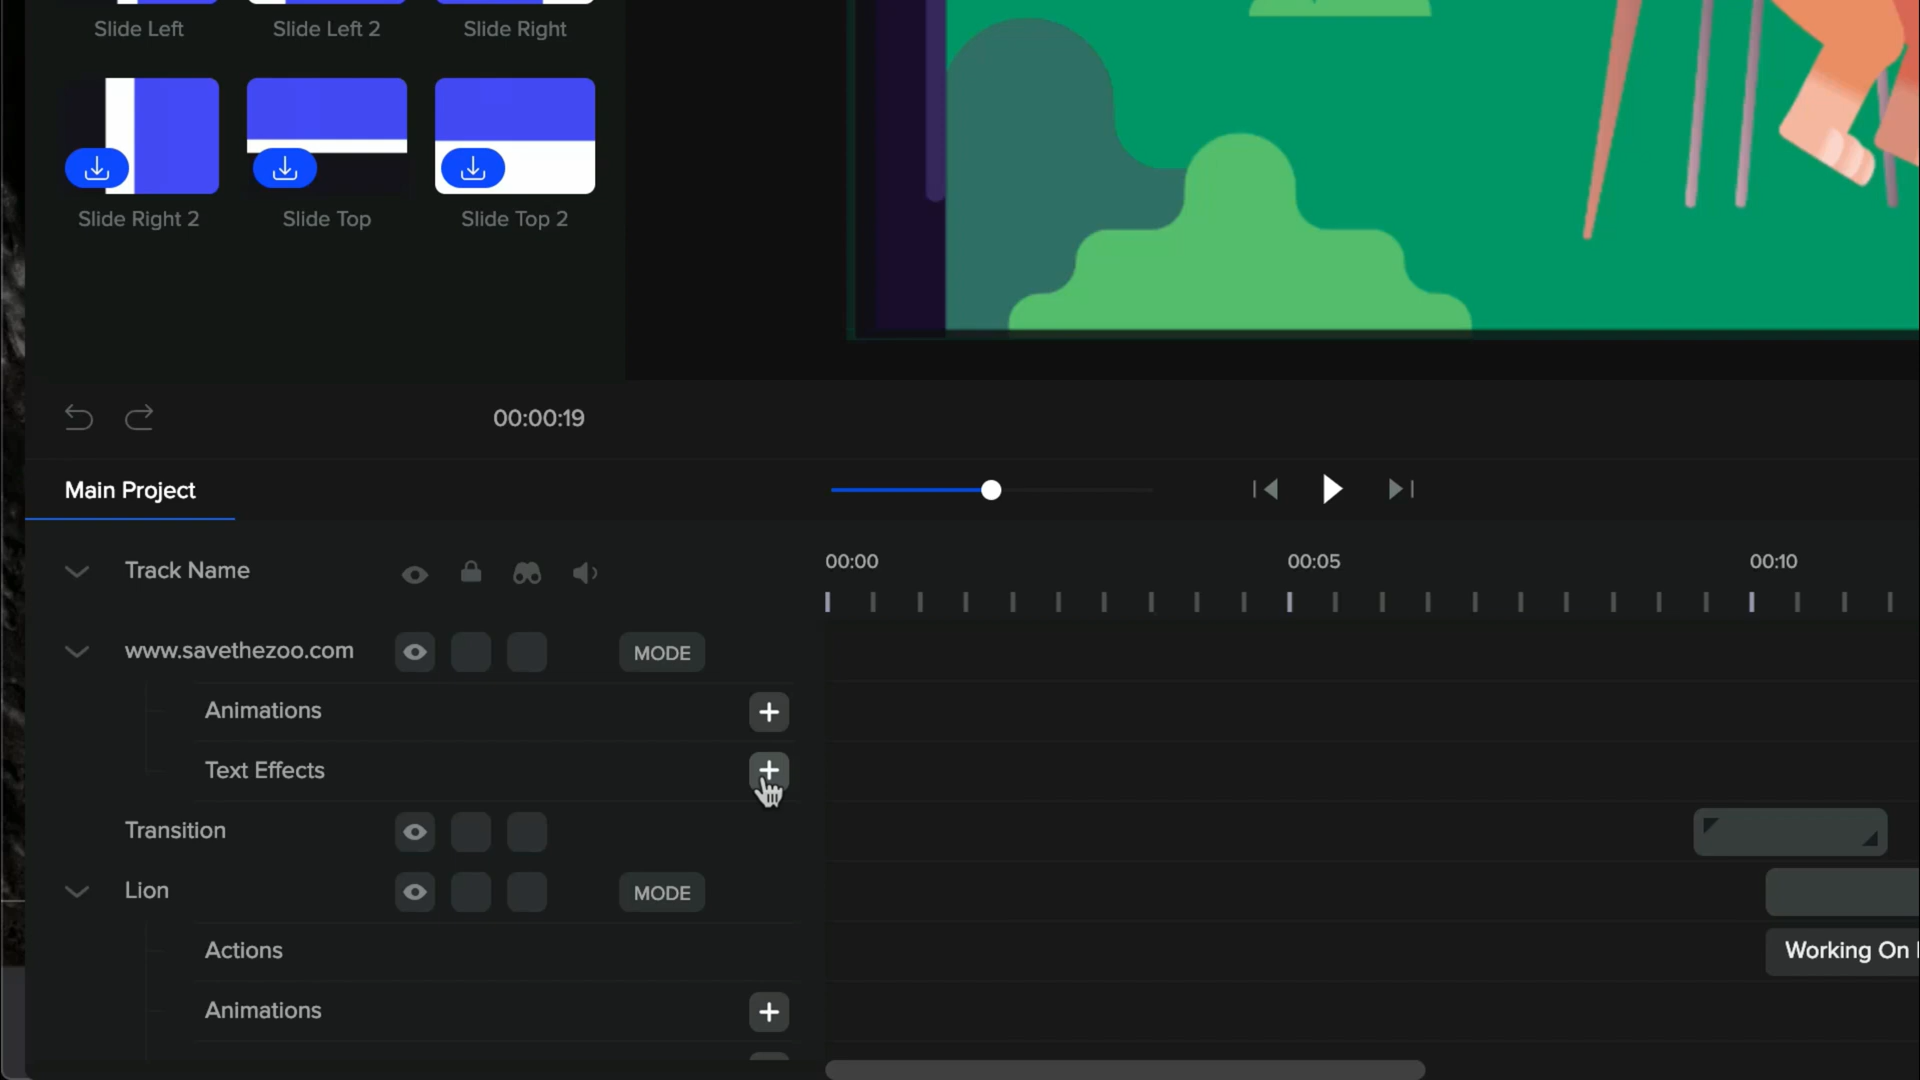 Slide Left
Slide Left 2
Slide Right
Slide Right 2
Slide Top
Slide Top 2
00:00:19
Main Project
Track Name
00:00
00:05
00:10
www.savethezoo.com
MODE
Animations
Text Effects
Transition
Lion
MODE
Actions
Working On
Animations